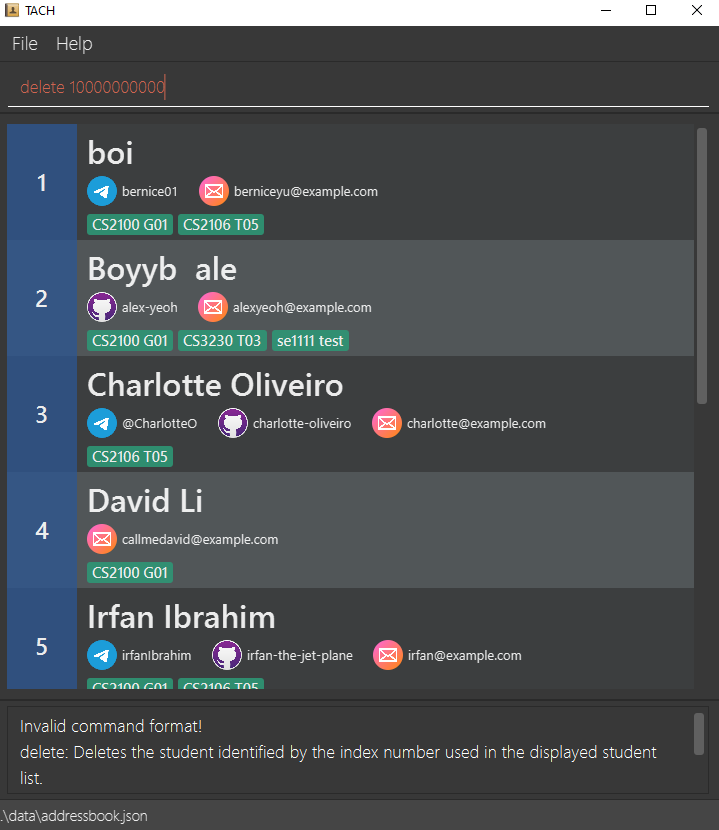 TACH
File Help
delete 10000000000
1
boi
bernice01 berniceyu@example.com
CS2100 G01 CS2106 T05
2
Boyyb  ale
alex-yeoh alexyeoh@example.com
CS2100 G01 CS3230 T03 se1111 test
3
Charlotte Oliveiro
@CharlotteO charlotte-oliveiro charlotte@example.com
CS2106 T05
4
David Li
callmedavid@example.com
CS2100 G01
5
Irfan Ibrahim
irfanIbrahim irfan-the-jet-plane irfan@example.com
CS2100 G01 CS2106 T05
Invalid command format!
delete: Deletes the student identified by the index number used in the displayed student
list.
.\data\addressbook.json